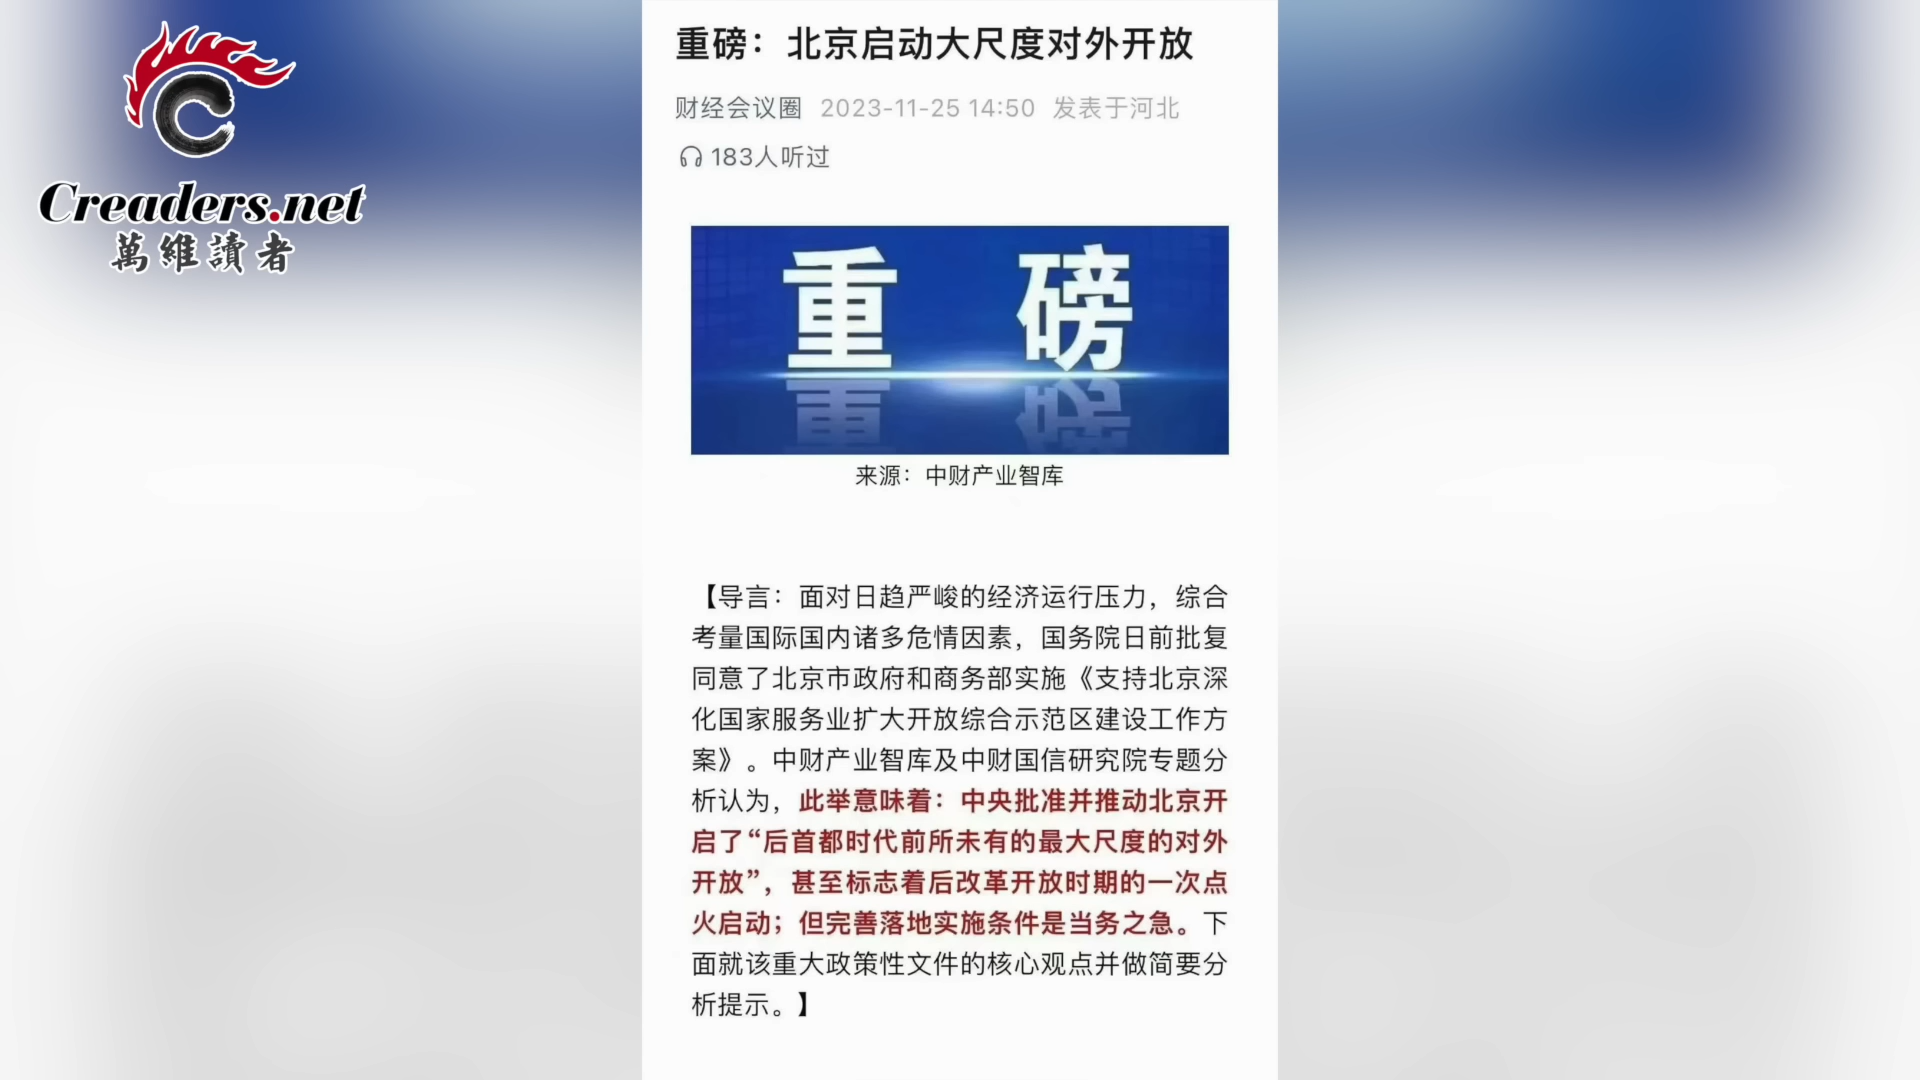 Creaders.net
萬維讀者
重磅：北京启动大尺度对外开放
财经会议圈 2023-11-25 14:50 发表于河北
183人听过
重磅
来源：中财产业智库
【导言：面对日趋严峻的经济运行压力，综合
考量国际国内诸多危情因素，国务院日前批复
同意了北京市政府和商务部实施《支持北京深
化国家服务业扩大开放综合示范区建设工作方
案》。中财产业智库及中财国信研究院专题分
析认为，此举意味着：中央批准并推动北京开
启了“后首都时代前所未有的最大尺度的对外
开放”，甚至标志着后改革开放时期的一次点
火启动；但完善落地实施条件是当务之急。下
面就该重大政策性文件的核心观点并做简要分
析提示。】